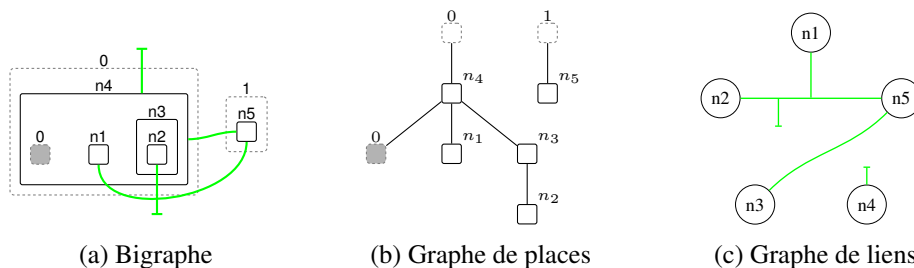 0
n4
1
n3
n5
0
n1
n2
(a) Bigraphe
0
1
n4
n5
0
n1
n3
n2
(b) Graphe de places
n1
n2
n5
n3
n4
(c) Graphe de liens